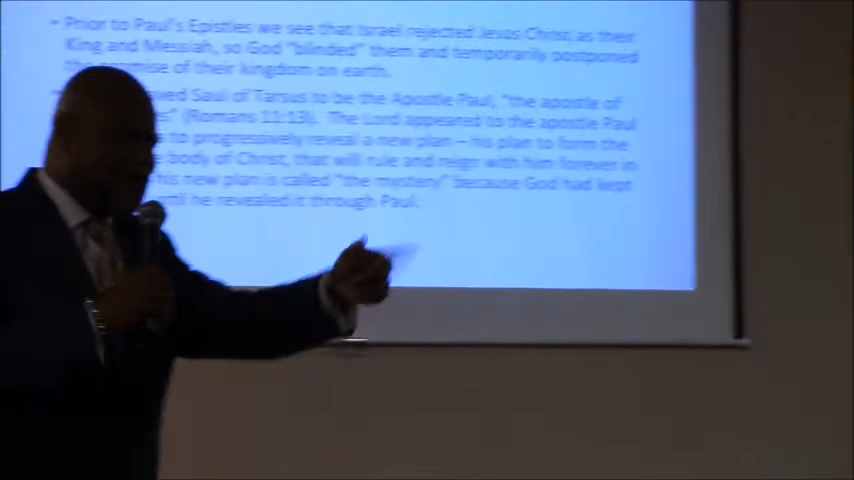 • Prior to Paul's Epistles we see that Israel rejected Jesus Christ as their
King and Messiah, so God "blinded" them and temporarily postponed
the promise of their kingdom on earth.
Saul of Tarsus to be the Apostle Paul, "the apostle of
(Romans 11:13). The Lord appeared to the apostle Paul
to progressively reveal a new plan – his plan to form the
body of Christ, that will rule and reign with him forever in
This new plan is called "the mystery" because God had kept
until he revealed it through Paul.